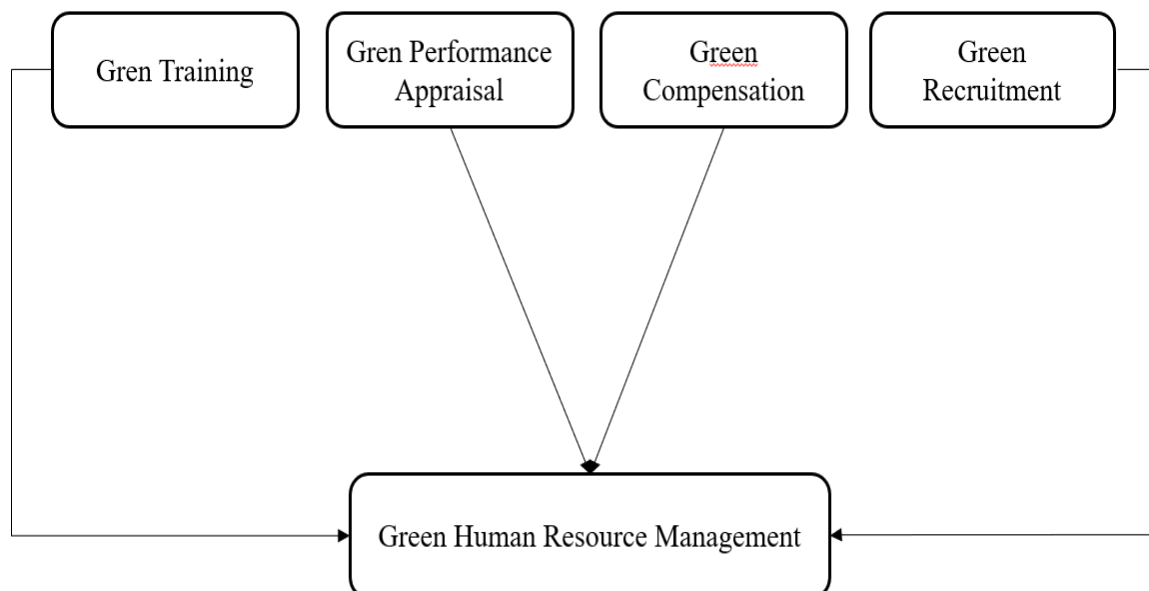 Gren Training
Gren Performance
Appraisal
Green
Compensation
Green
Recruitment
Green Human Resource Management